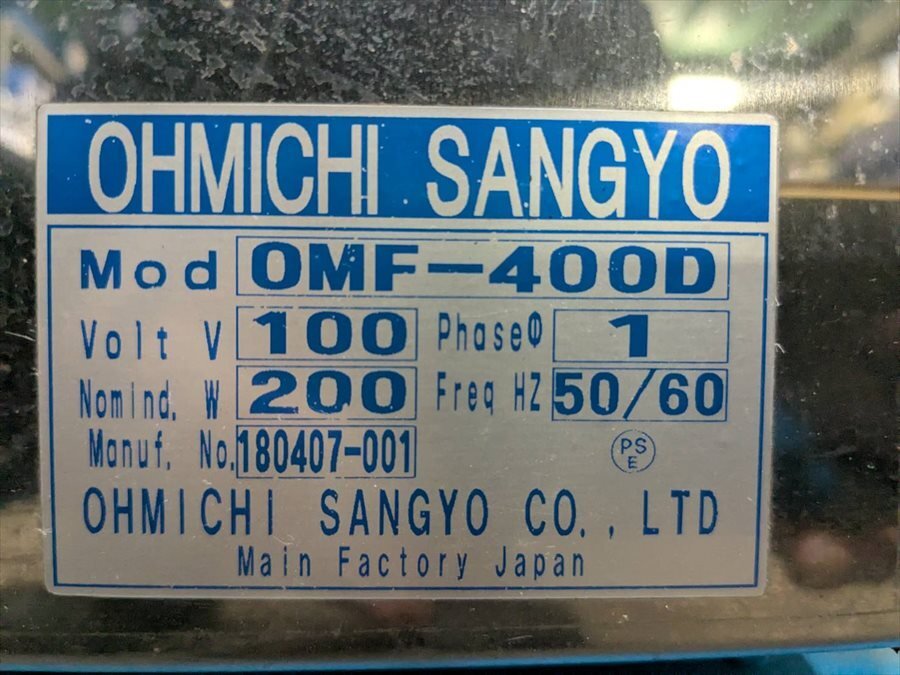 OHMICHI SANGYO
Mod OMF-400D
Volt V 100 PhaseΦ 1
Nomind. W 200 Freq HZ 50/60
Manuf. No. 180407-001
PS
E
OHMICHI SANGYO CO., LTD
Main Factory Japan